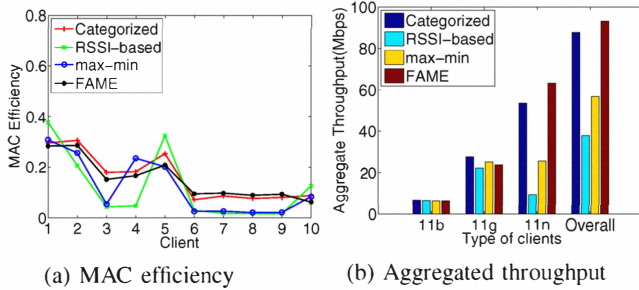 0.8
0.6
0.4
0.2
0
MAC Efficiency
Categorized
RSSI-based
max-min
FAME
1 2 3 4 5 6 7 8 9 10
Client
(a) MAC efficiency
100
80
60
40
20
0
Aggregate Throughput(Mbps)
Categorized
RSSI-based
max-min
FAME
11b 11g 11n Overall
Type of clients
(b) Aggregated throughput